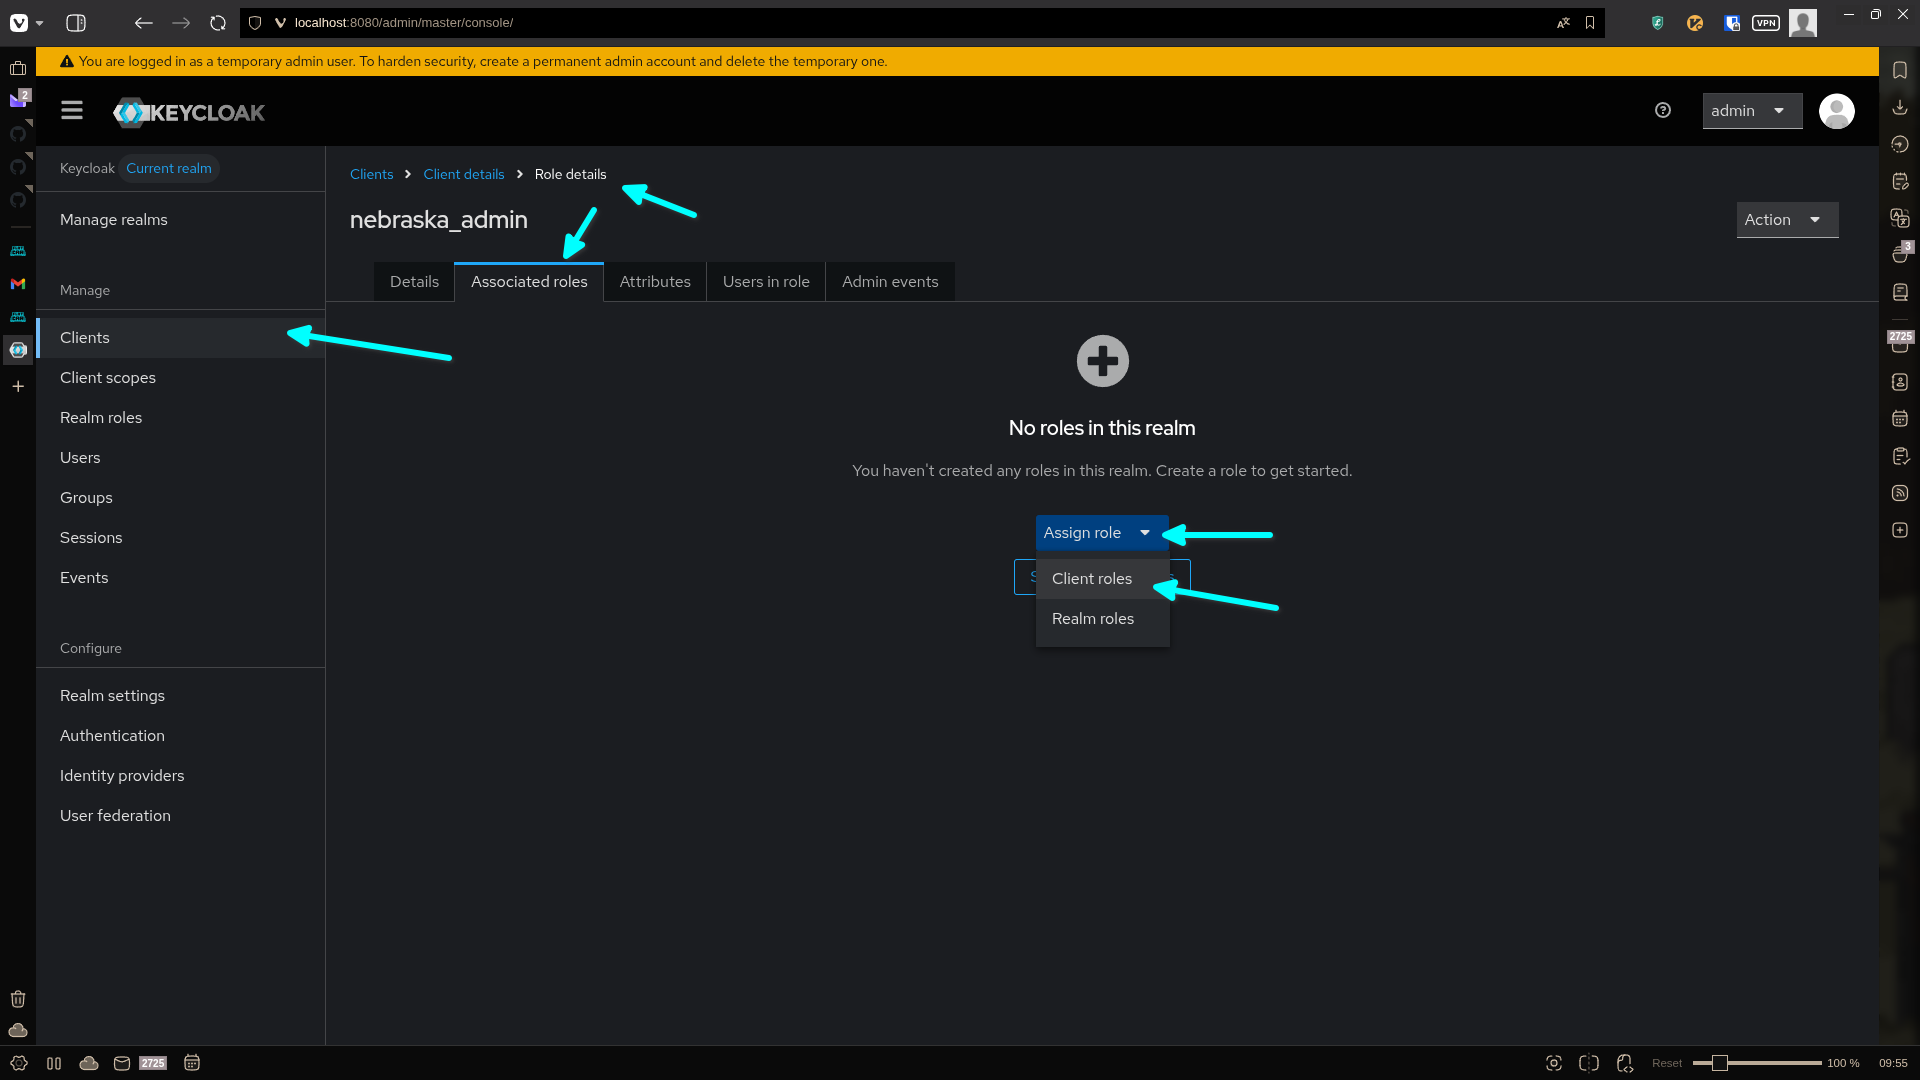 localhost:8080/admin/master/console/
VPN
You are logged in as a temporary admin user. To harden security, create a permanent admin account and delete the temporary one.
2
KEYCLOAK
admin
Keycloak Current realm
Manage realms
Manage
Clients
Client scopes
Realm roles
Users
Groups
Sessions
Events
Configure
Realm settings
Authentication
Identity providers
User federation
Clients > Client details > Role details
nebraska_admin
Action
Details
Associated roles
Attributes
Users in role
Admin events
No roles in this realm
You haven't created any roles in this realm. Create a role to get started.
Assign role
Client roles
Realm roles
3
2725
2725
Reset
100 %
09:55